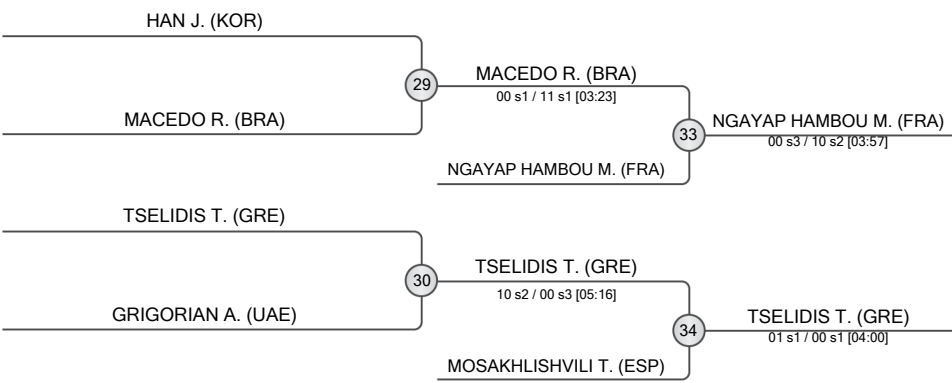 HAN J. (KOR)
29
MACEDO R. (BRA)
00 s1 / 11 s1 [03:23]
MACEDO R. (BRA)
33
NGAYAP HAMBOU M. (FRA)
00 s3 / 10 s2 [03:57]
NGAYAP HAMBOU M. (FRA)
TSELIDIS T. (GRE)
30
TSELIDIS T. (GRE)
10 s2 / 00 s3 [05:16]
GRIGORIAN A. (UAE)
34
TSELIDIS T. (GRE)
01 s1 / 00 s1 [04:00]
MOSAKHLISHVILI T. (ESP)